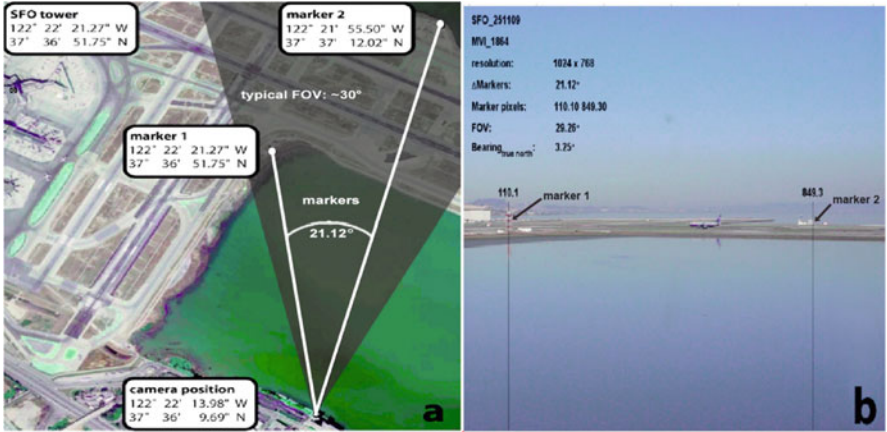 SFO tower
122° 22' 21.27" W
37° 36' 51.75" N
marker 2
122° 21' 55.50" W
37° 37' 12.02" N
typical FOV: ~30°
marker 1
122° 22' 21.27" W
37° 36' 51.75" N
markers
21.12°
camera position
122° 22' 13.98" W
37° 36' 9.69" N
a
SFO_251109
MVI_1864
resolution: 1024 x 768
ΔMarkers: 21.12°
Marker pixels: 110.10 849.30
FOV: 29.26°
Bearing true north: 3.25°
110.1
marker 1
849.3
marker 2
b